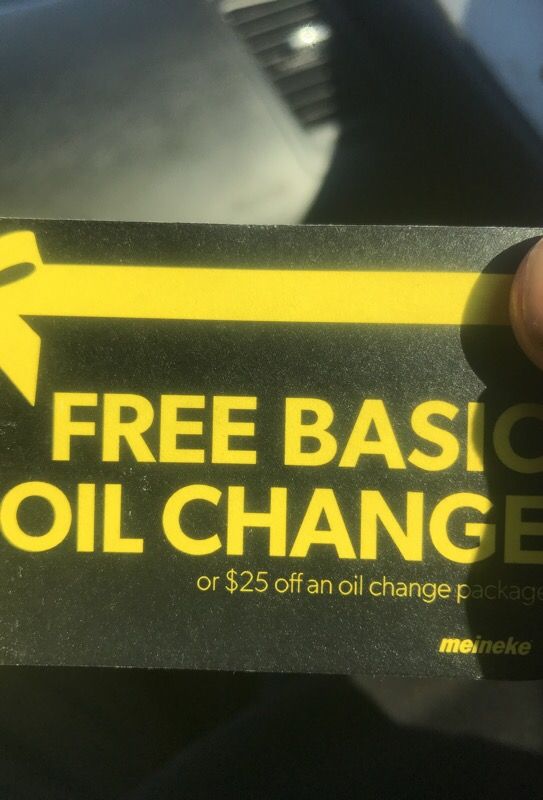 FREE BASIC
OIL CHANGE
or $25 off an oil change package
meineke